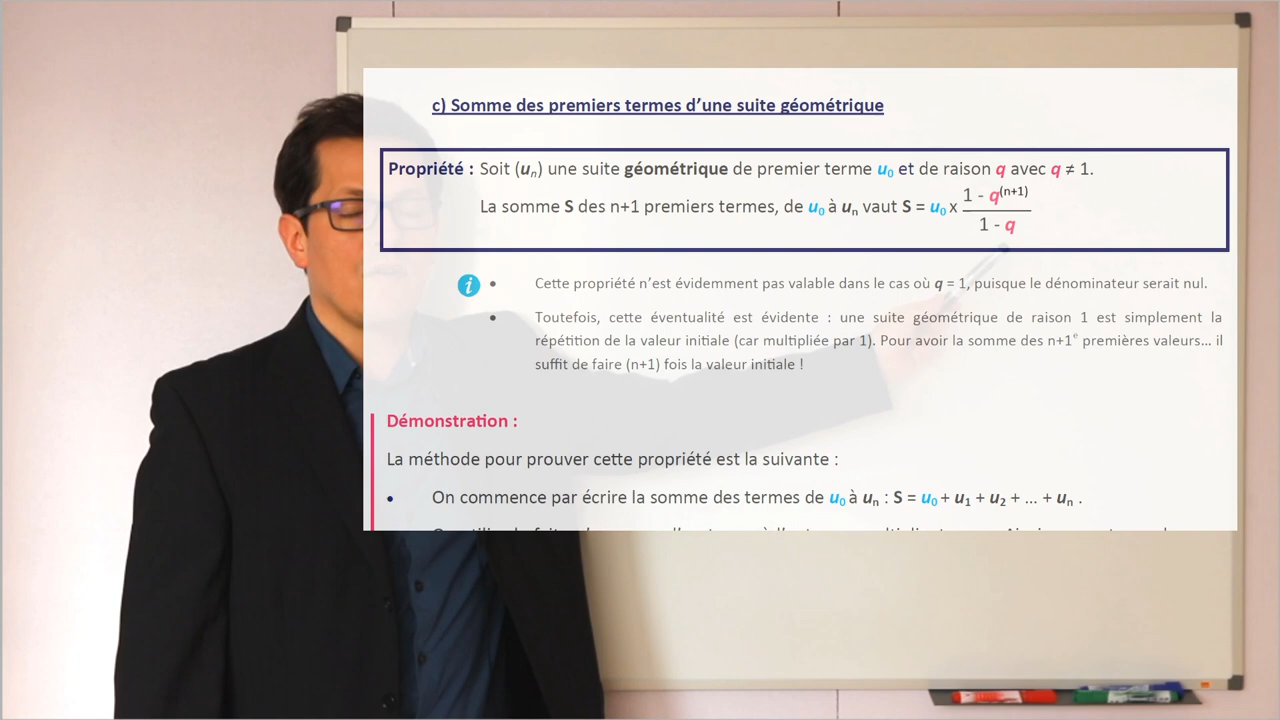 c) Somme des premiers termes d’une suite géométrique
Propriété : Soit (uₙ) une suite géométrique de premier terme u₀ et de raison q avec q ≠ 1.
La somme S des n+1 premiers termes, de u₀ à uₙ vaut S = u₀ x (1 - q^(n+1)) / (1 - q)
i • Cette propriété n’est évidemment pas valable dans le cas où q = 1, puisque le dénominateur serait nul.
• Toutefois, cette éventualité est évidente : une suite géométrique de raison 1 est simplement la
répétition de la valeur initiale (car multipliée par 1). Pour avoir la somme des n+1ᵉ premières valeurs... il
suffit de faire (n+1) fois la valeur initiale !
Démonstration :
La méthode pour prouver cette propriété est la suivante :
• On commence par écrire la somme des termes de u₀ à uₙ : S = u₀ + u₁ + u₂ + ... + uₙ .